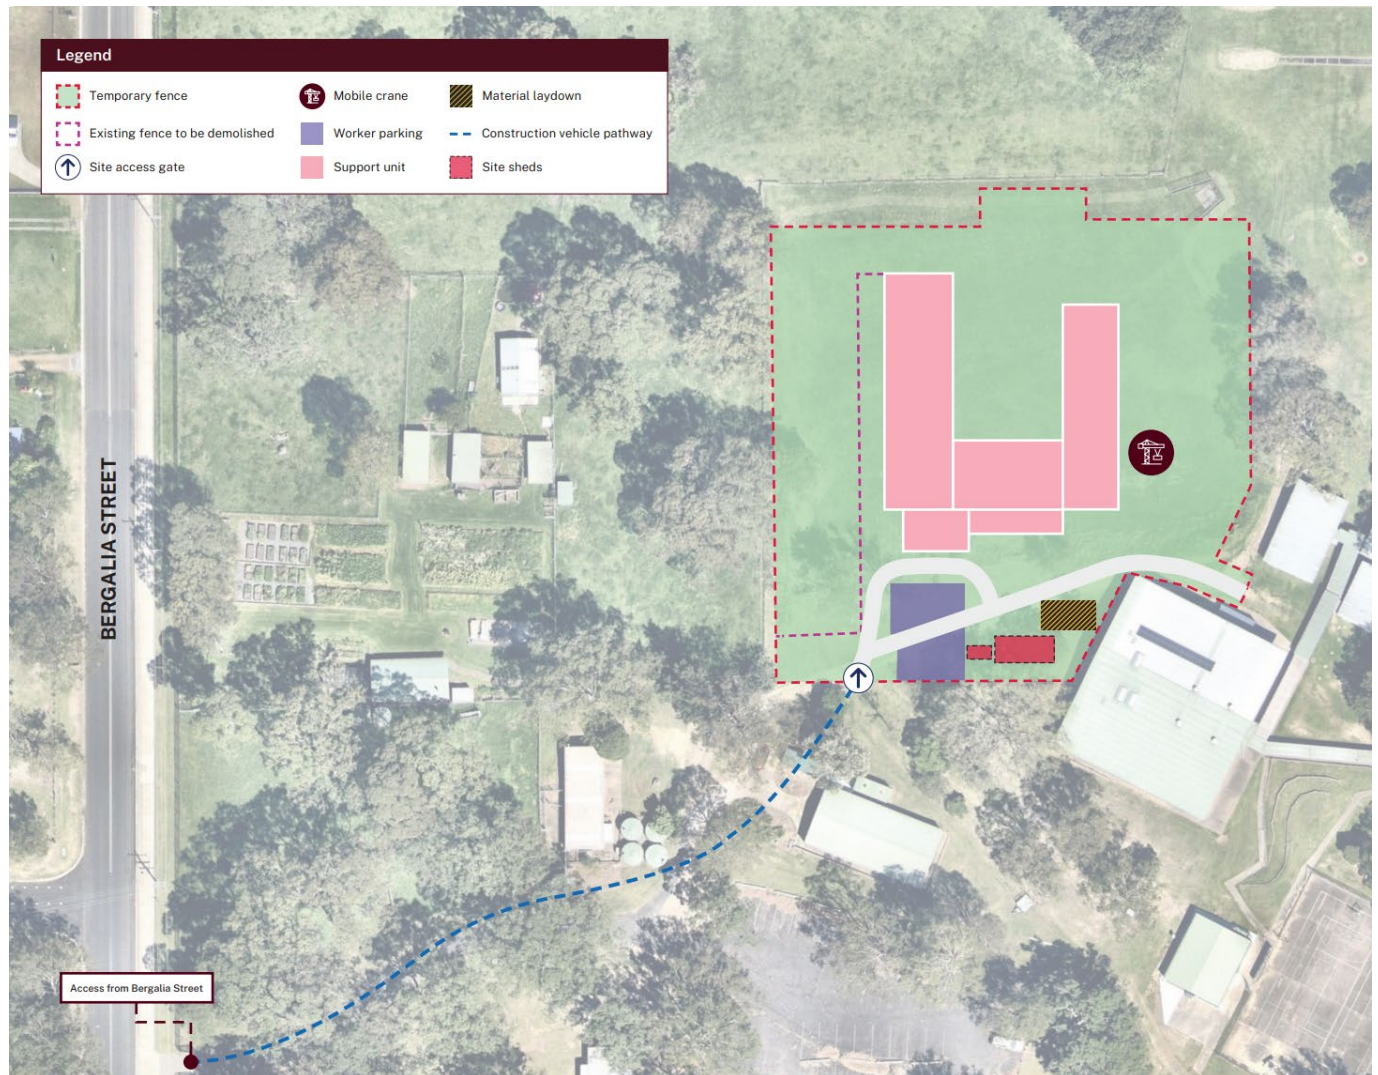 Legend
Temporary fence
Mobile crane
Material laydown
Existing fence to be demolished
Worker parking
Construction vehicle pathway
Site access gate
Support unit
Site sheds
BERGALIA STREET
Access from Bergalia Street